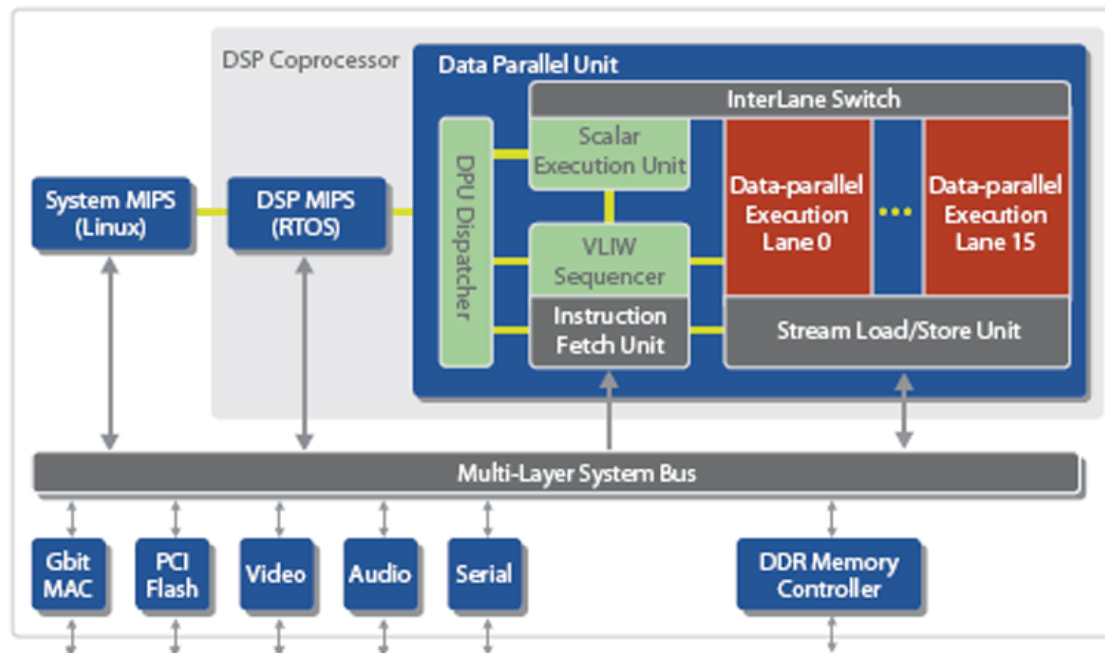 DSP Coprocessor
Data Parallel Unit
InterLane Switch
DPU Dispatcher
Scalar
Execution Unit
Data-parallel
Execution
Lane 0
Data-parallel
Execution
Lane 15
System MIPS
(Linux)
DSP MIPS
(RTOS)
VLIW
Sequencer
Instruction
Fetch Unit
Stream Load/Store Unit
Multi-Layer System Bus
Gbit
MAC
PCI
Flash
Video
Audio
Serial
DDR Memory
Controller